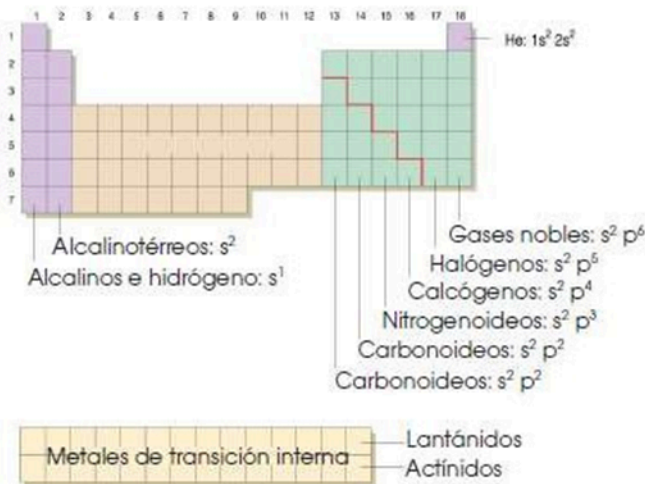 1 2 3 4 5 6 7 8 9 10 11 12 13 14 15 16 17 18
1
He: 1s² 2s²
2
3
4
5
6
7
Alcalinotérreos: s²
Alcalinos e hidrógeno: s¹
Gases nobles: s² p⁶
Halógenos: s² p⁵
Calcógenos: s² p⁴
Nitrogenoideos: s² p³
Carbonoideos: s² p²
Carbonoideos: s² p²
Metales de transición interna
Lantánidos
Actínidos